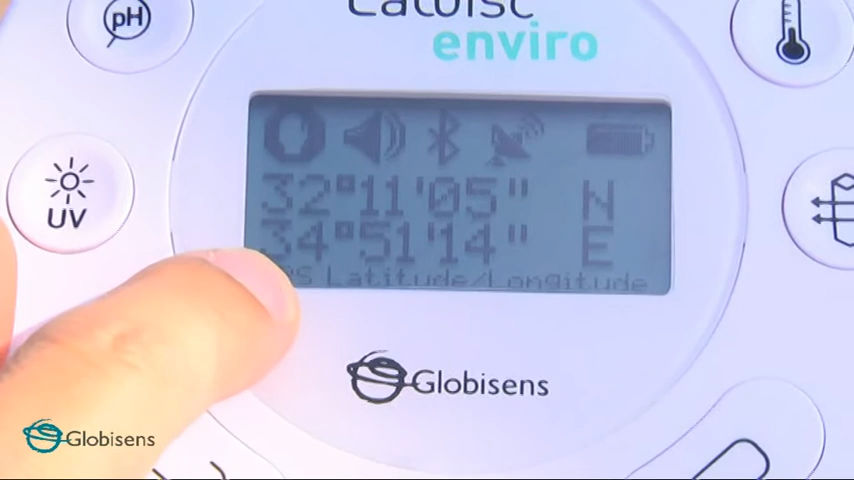 pH
enviro
UV
32°11'05" N
34°51'14" E
Latitude/Longitude
Globisens
Globisens